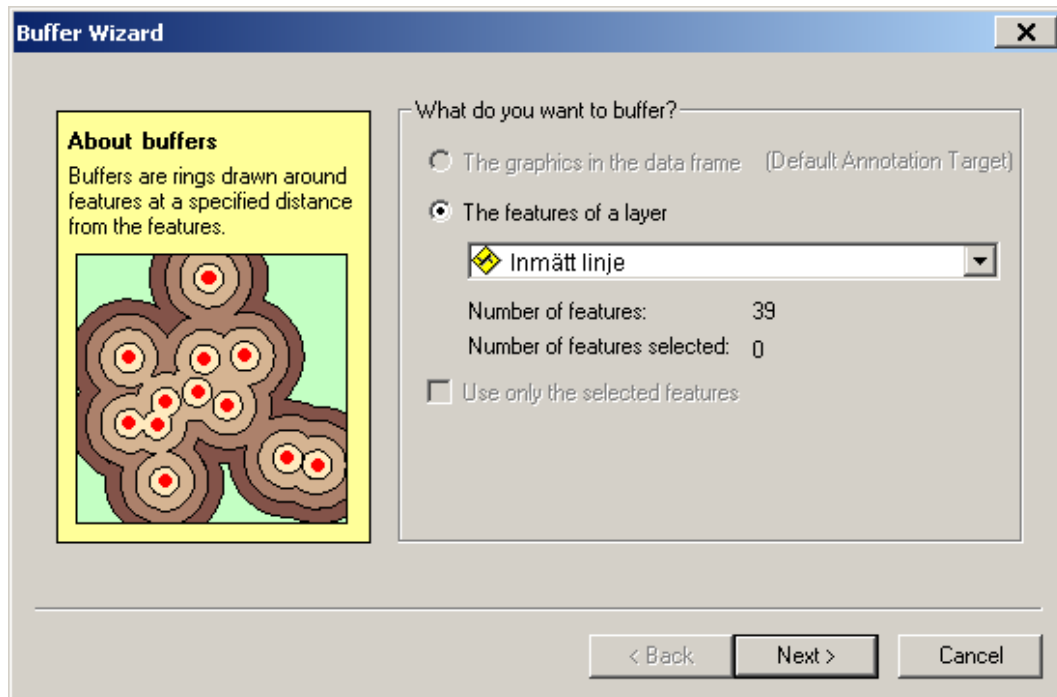 Buffer Wizard
About buffers
Buffers are rings drawn around
features at a specified distance
from the features.
What do you want to buffer?
The graphics in the data frame (Default Annotation Target)
The features of a layer
Inmätt linje
Number of features: 39
Number of features selected: 0
Use only the selected features
< Back Next > Cancel